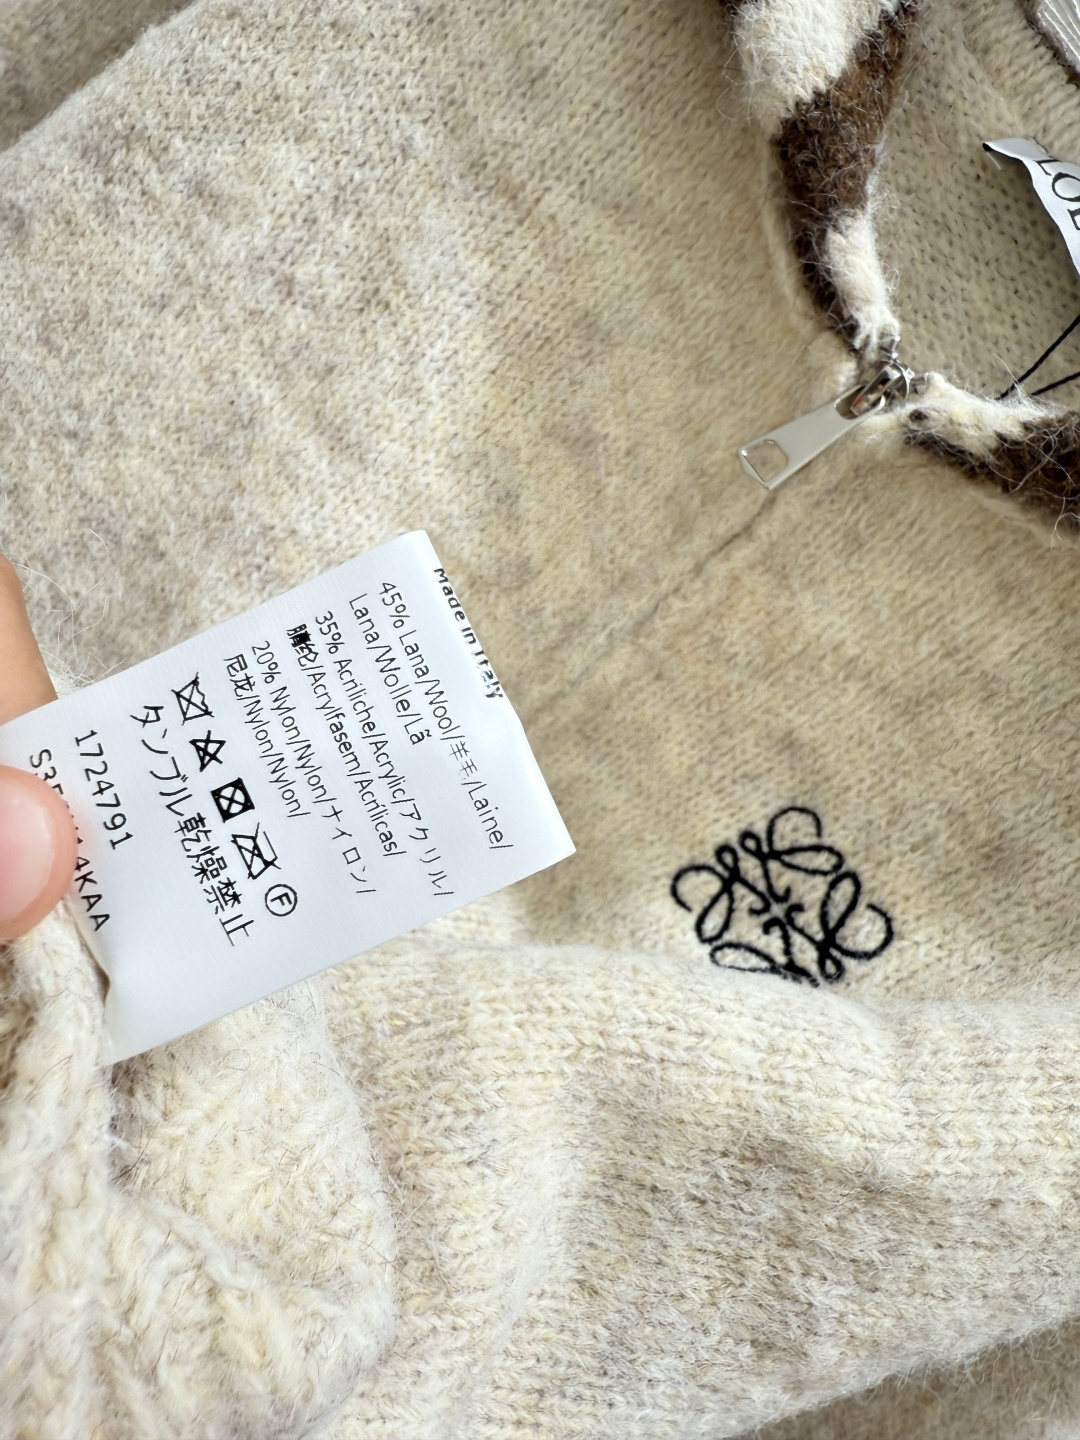 Made in Italy
45% Lana/Wool/羊毛/Laine/
Lana/Wolle/Lã
35% Acriliche/Acrylic/アクリル/
腈纶/Acrylfasern/Acrílicas/
20% Nylon/Nylon/ナイロン/
尼龙/Nylon/Nylon/
F
タンブル乾燥禁止
1724791